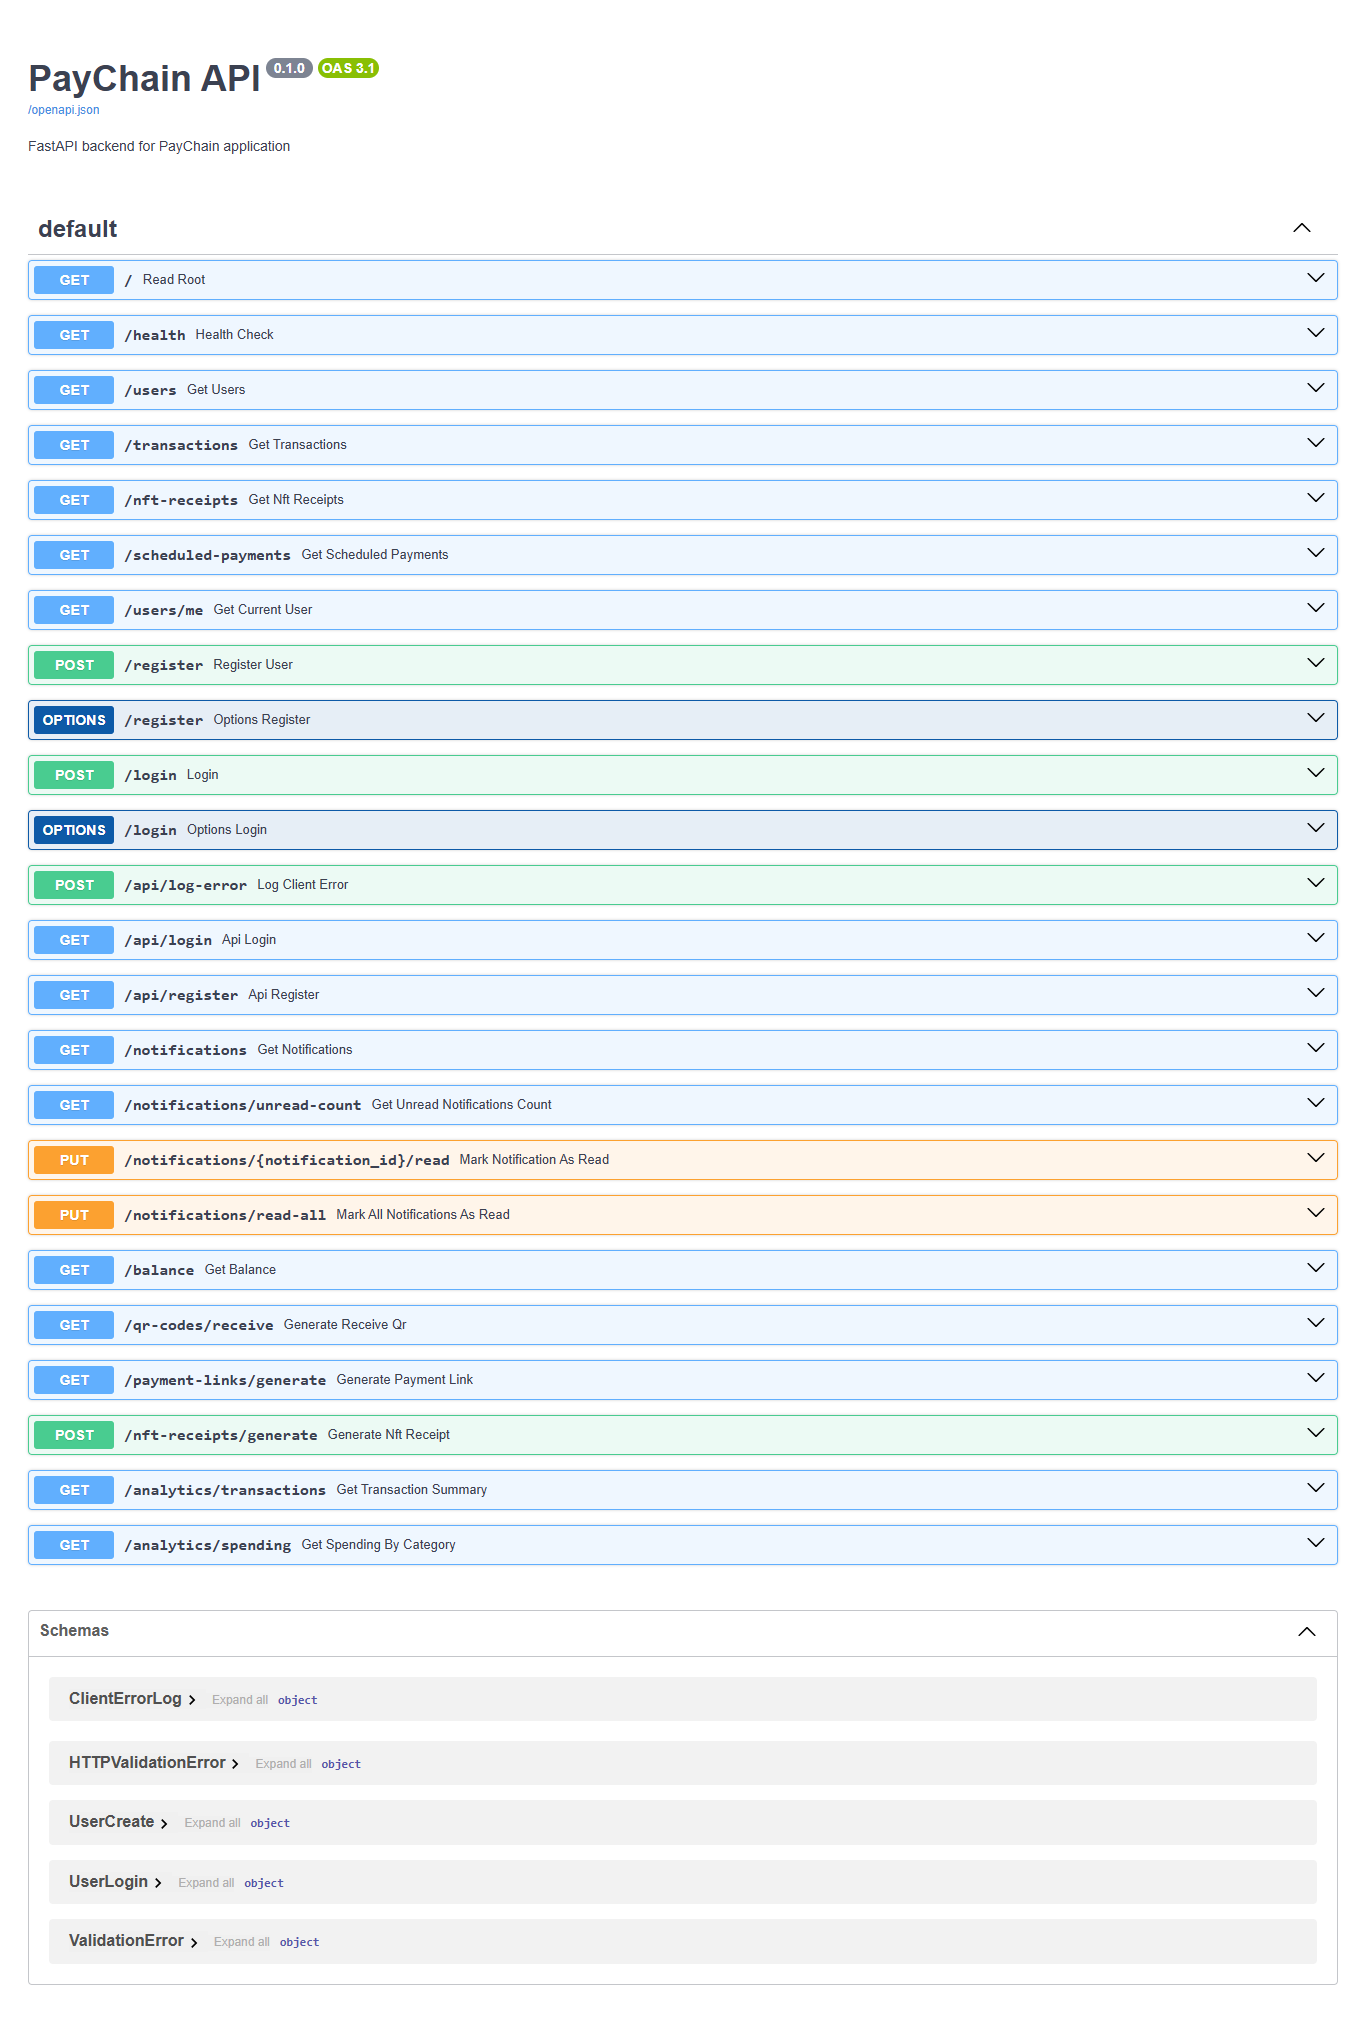 PayChain API 0.1.0 OAS 3.1
/openapi.json
FastAPI backend for PayChain application
default
GET / Read Root
GET /health Health Check
GET /users Get Users
GET /transactions Get Transactions
GET /nft-receipts Get Nft Receipts
GET /scheduled-payments Get Scheduled Payments
GET /users/me Get Current User
POST /register Register User
OPTIONS /register Options Register
POST /login Login
OPTIONS /login Options Login
POST /api/log-error Log Client Error
GET /api/login Api Login
GET /api/register Api Register
GET /notifications Get Notifications
GET /notifications/unread-count Get Unread Notifications Count
PUT /notifications/{notification_id}/read Mark Notification As Read
PUT /notifications/read-all Mark All Notifications As Read
GET /balance Get Balance
GET /qr-codes/receive Generate Receive Qr
GET /payment-links/generate Generate Payment Link
POST /nft-receipts/generate Generate Nft Receipt
GET /analytics/transactions Get Transaction Summary
GET /analytics/spending Get Spending By Category
Schemas
ClientErrorLog Expand all object
HTTPValidationError Expand all object
UserCreate Expand all object
UserLogin Expand all object
ValidationError Expand all object